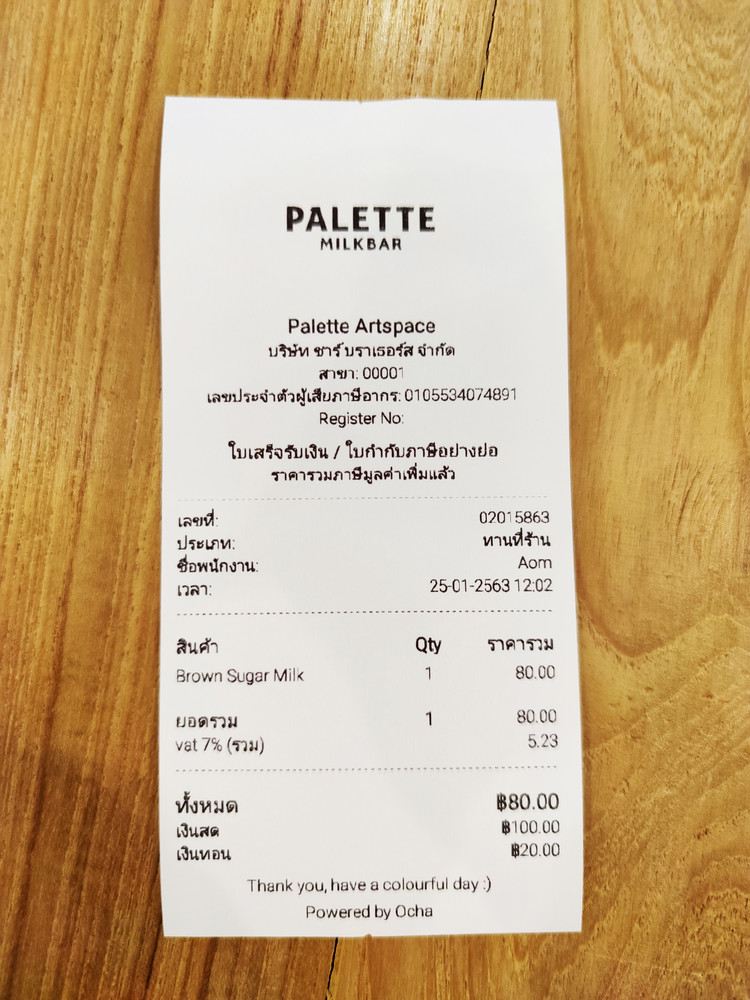 PALETTE
MILKBAR
Palette Artspace
บริษัท ชาร์ บราเธอร์ส จำกัด
สาขา: 00001
เลขประจำตัวผู้เสียภาษีอากร: 0105534074891
Register No:
ใบเสร็จรับเงิน / ใบกำกับภาษีอย่างย่อ
ราคารวมภาษีมูลค่าเพิ่มแล้ว
เลขที่: 02015863
ประเภท: ทานที่ร้าน
ชื่อพนักงาน: Aom
เวลา: 25-01-2563 12:02
สินค้า Qty ราคารวม
Brown Sugar Milk 1 80.00
ยอดรวม 1 80.00
vat 7% (รวม) 5.23
ทั้งหมด ฿80.00
เงินสด ฿100.00
เงินทอน ฿20.00
Thank you, have a colourful day :)
Powered by Ocha